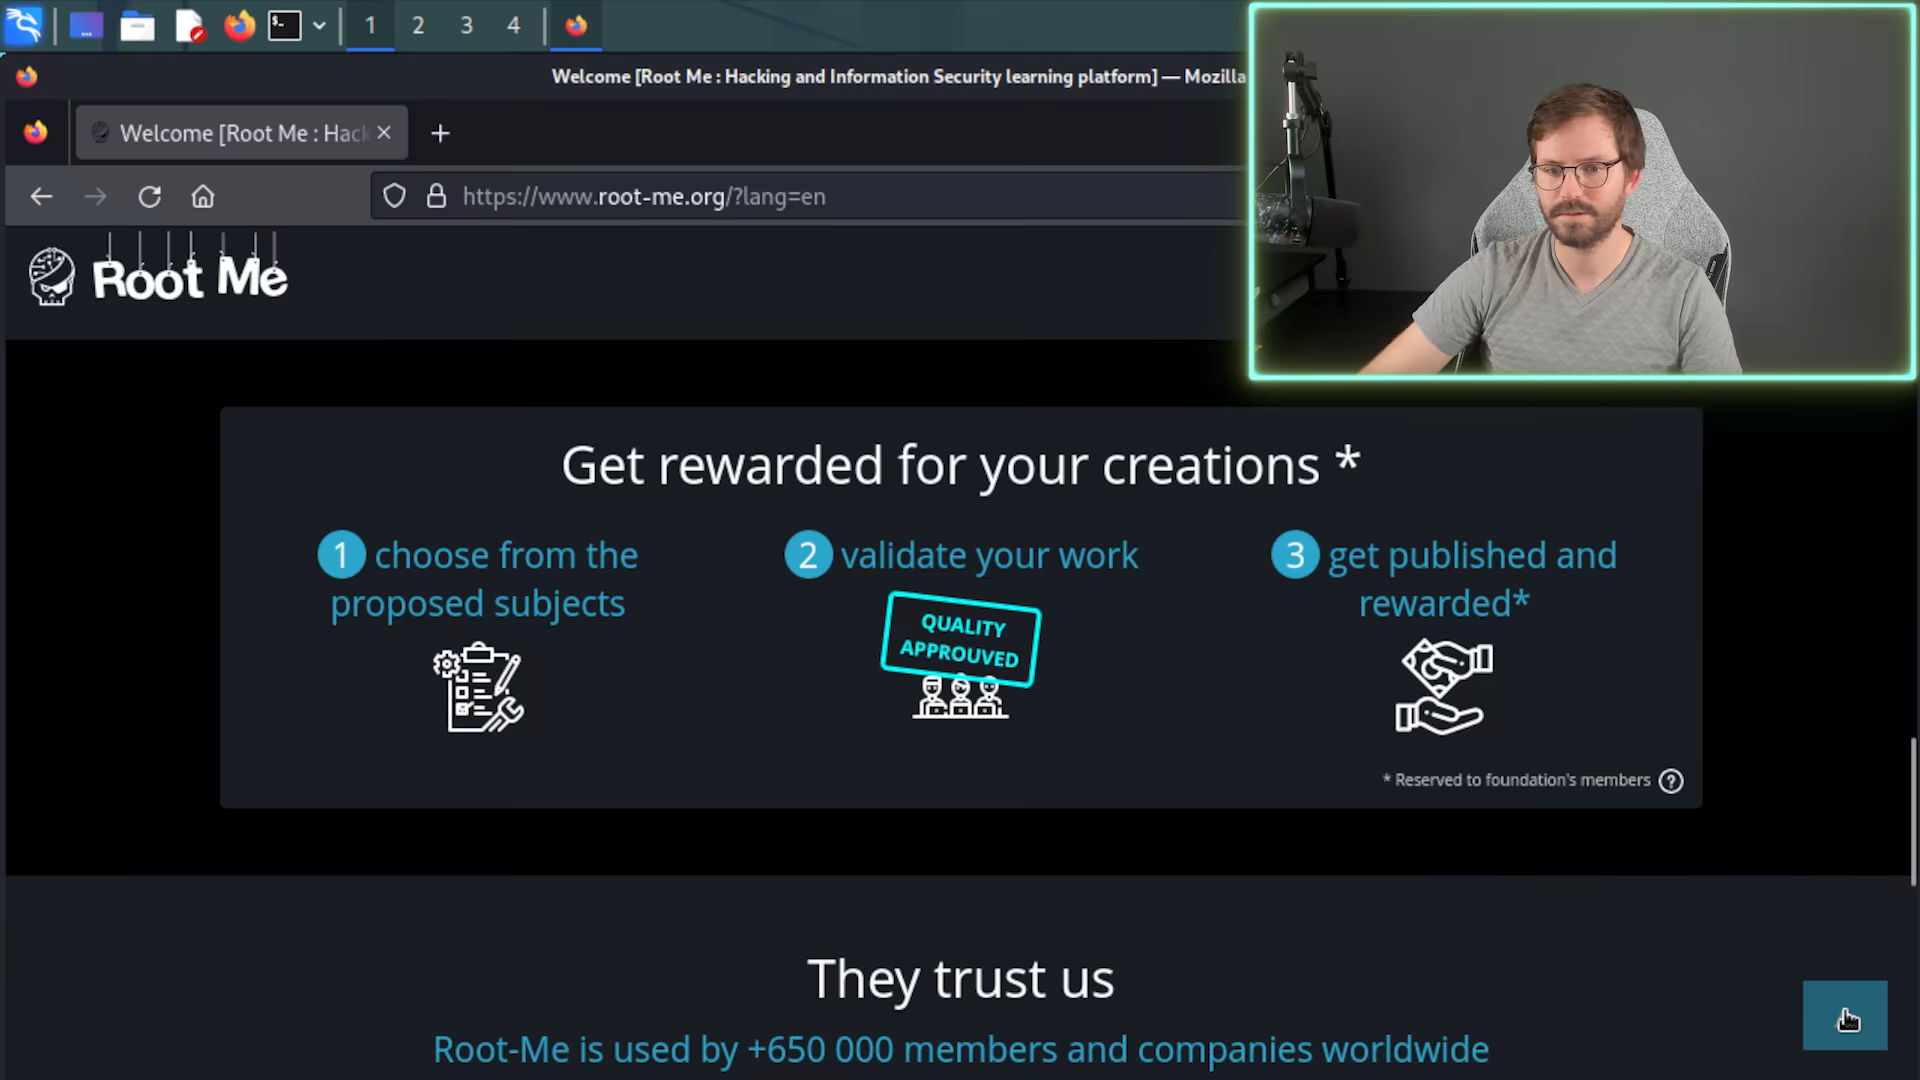 1 2 3 4
Welcome [Root Me : Hacking and Information Security learning platform] — Mozilla
Welcome [Root Me : Hack
https://www.root-me.org/?lang=en
Root Me
Get rewarded for your creations *
1 choose from the
proposed subjects
2 validate your work
QUALITY
APPROUVED
3 get published and
rewarded*
* Reserved to foundation's members ?
They trust us
Root-Me is used by +650 000 members and companies worldwide